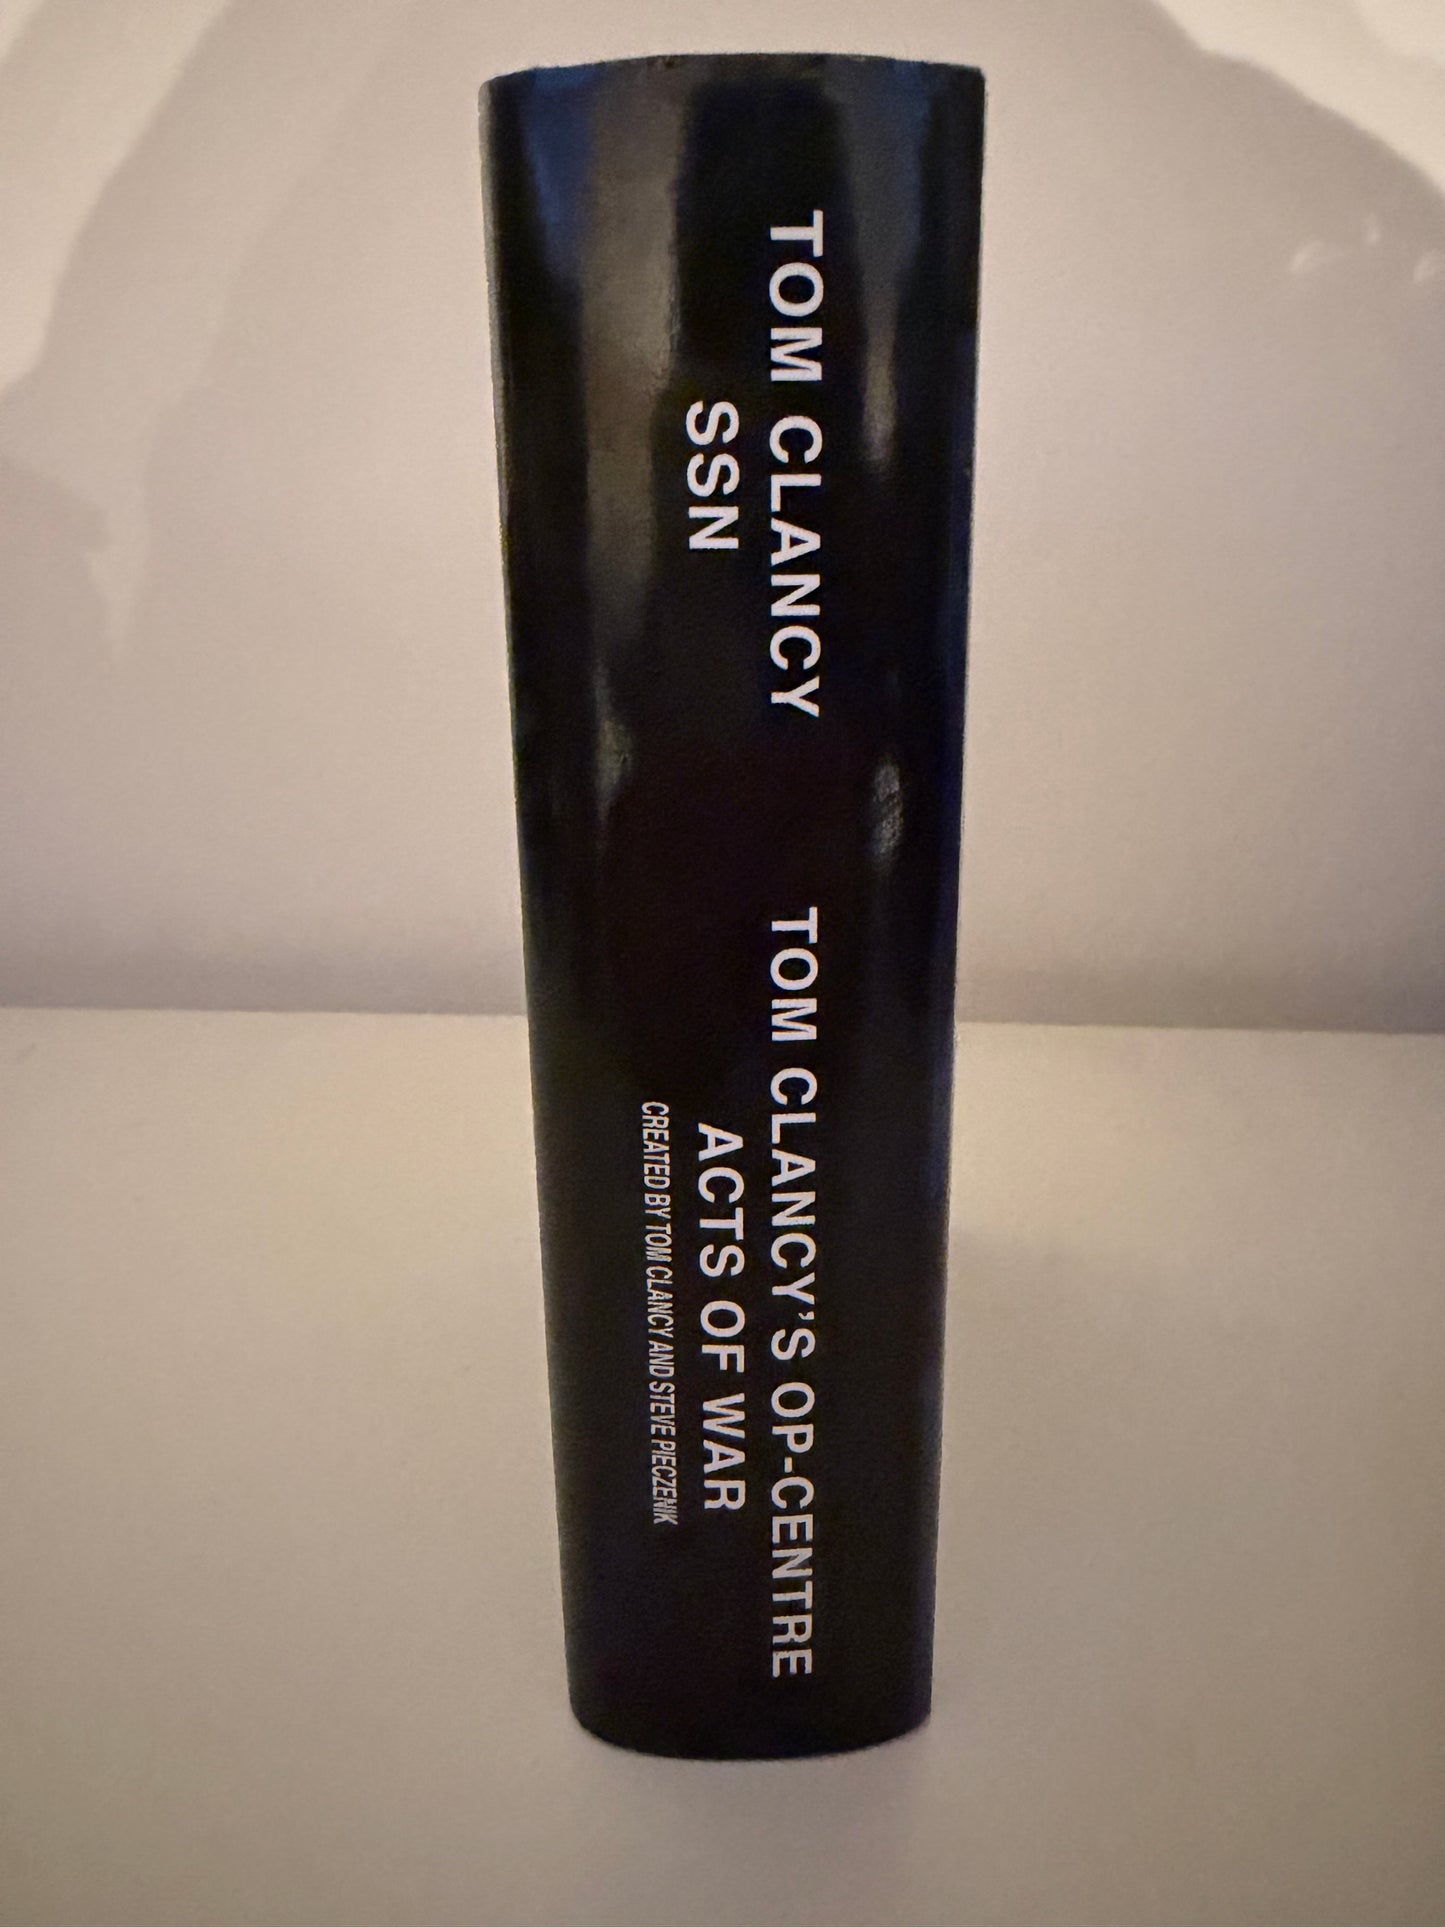 TOM CLANCY
SSN
TOM CLANCY'S OP-CENTRE
ACTS OF WAR
CREATED BY TOM CLANCY AND STEVE PIECZENIK